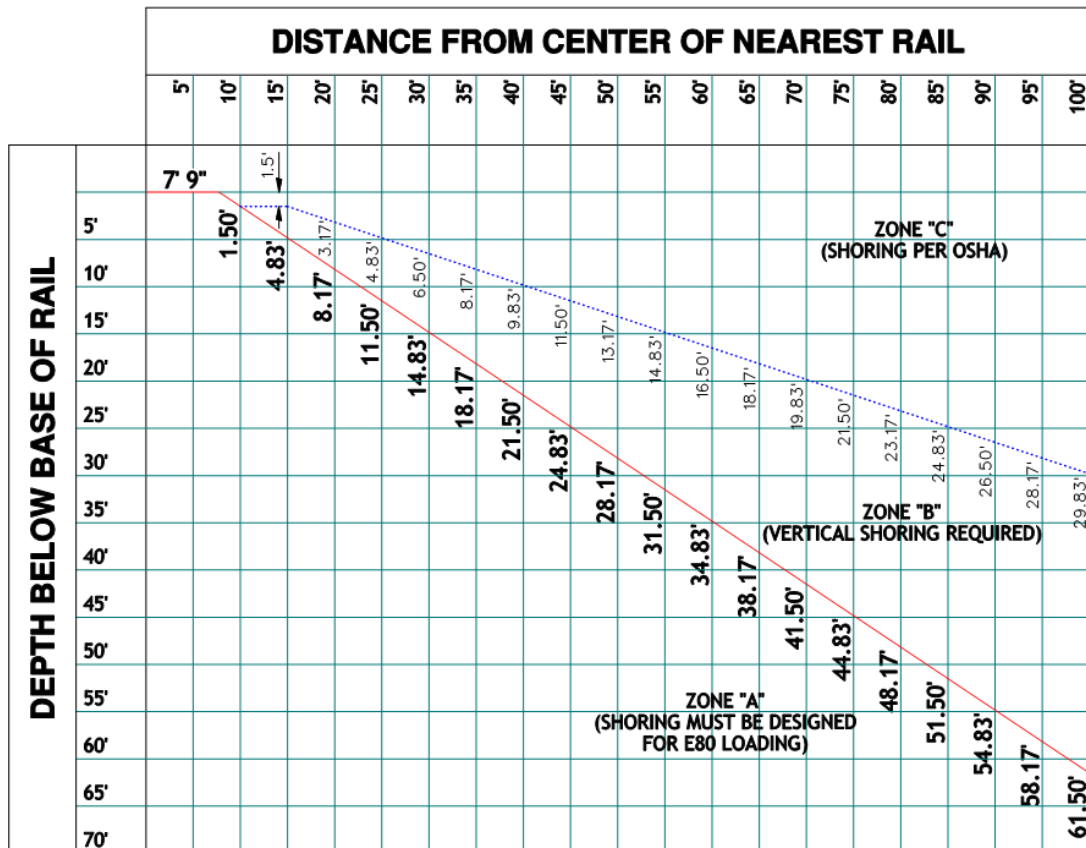 DISTANCE FROM CENTER OF NEAREST RAIL
5' 10' 15' 20' 25' 30' 35' 40' 45' 50' 55' 60' 65' 70' 75' 80' 85' 90' 95' 100'
DEPTH BELOW BASE OF RAIL
5'
10'
15'
20'
25'
30'
35'
40'
45'
50'
55'
60'
65'
70'
7' 9"
1.5'
1.50' 4.83' 8.17' 11.50' 14.83' 18.17' 21.50' 24.83' 28.17' 31.50' 34.83' 38.17' 41.50' 44.83' 48.17' 51.50' 54.83' 58.17' 61.50'
3.17' 4.83' 6.50' 8.17' 9.83' 11.50' 13.17' 14.83' 16.50' 18.17' 19.83' 21.50' 23.17' 24.83' 26.50' 28.17' 29.83'
ZONE "C"
(SHORING PER OSHA)
ZONE "B"
(VERTICAL SHORING REQUIRED)
ZONE "A"
(SHORING MUST BE DESIGNED
FOR E80 LOADING)